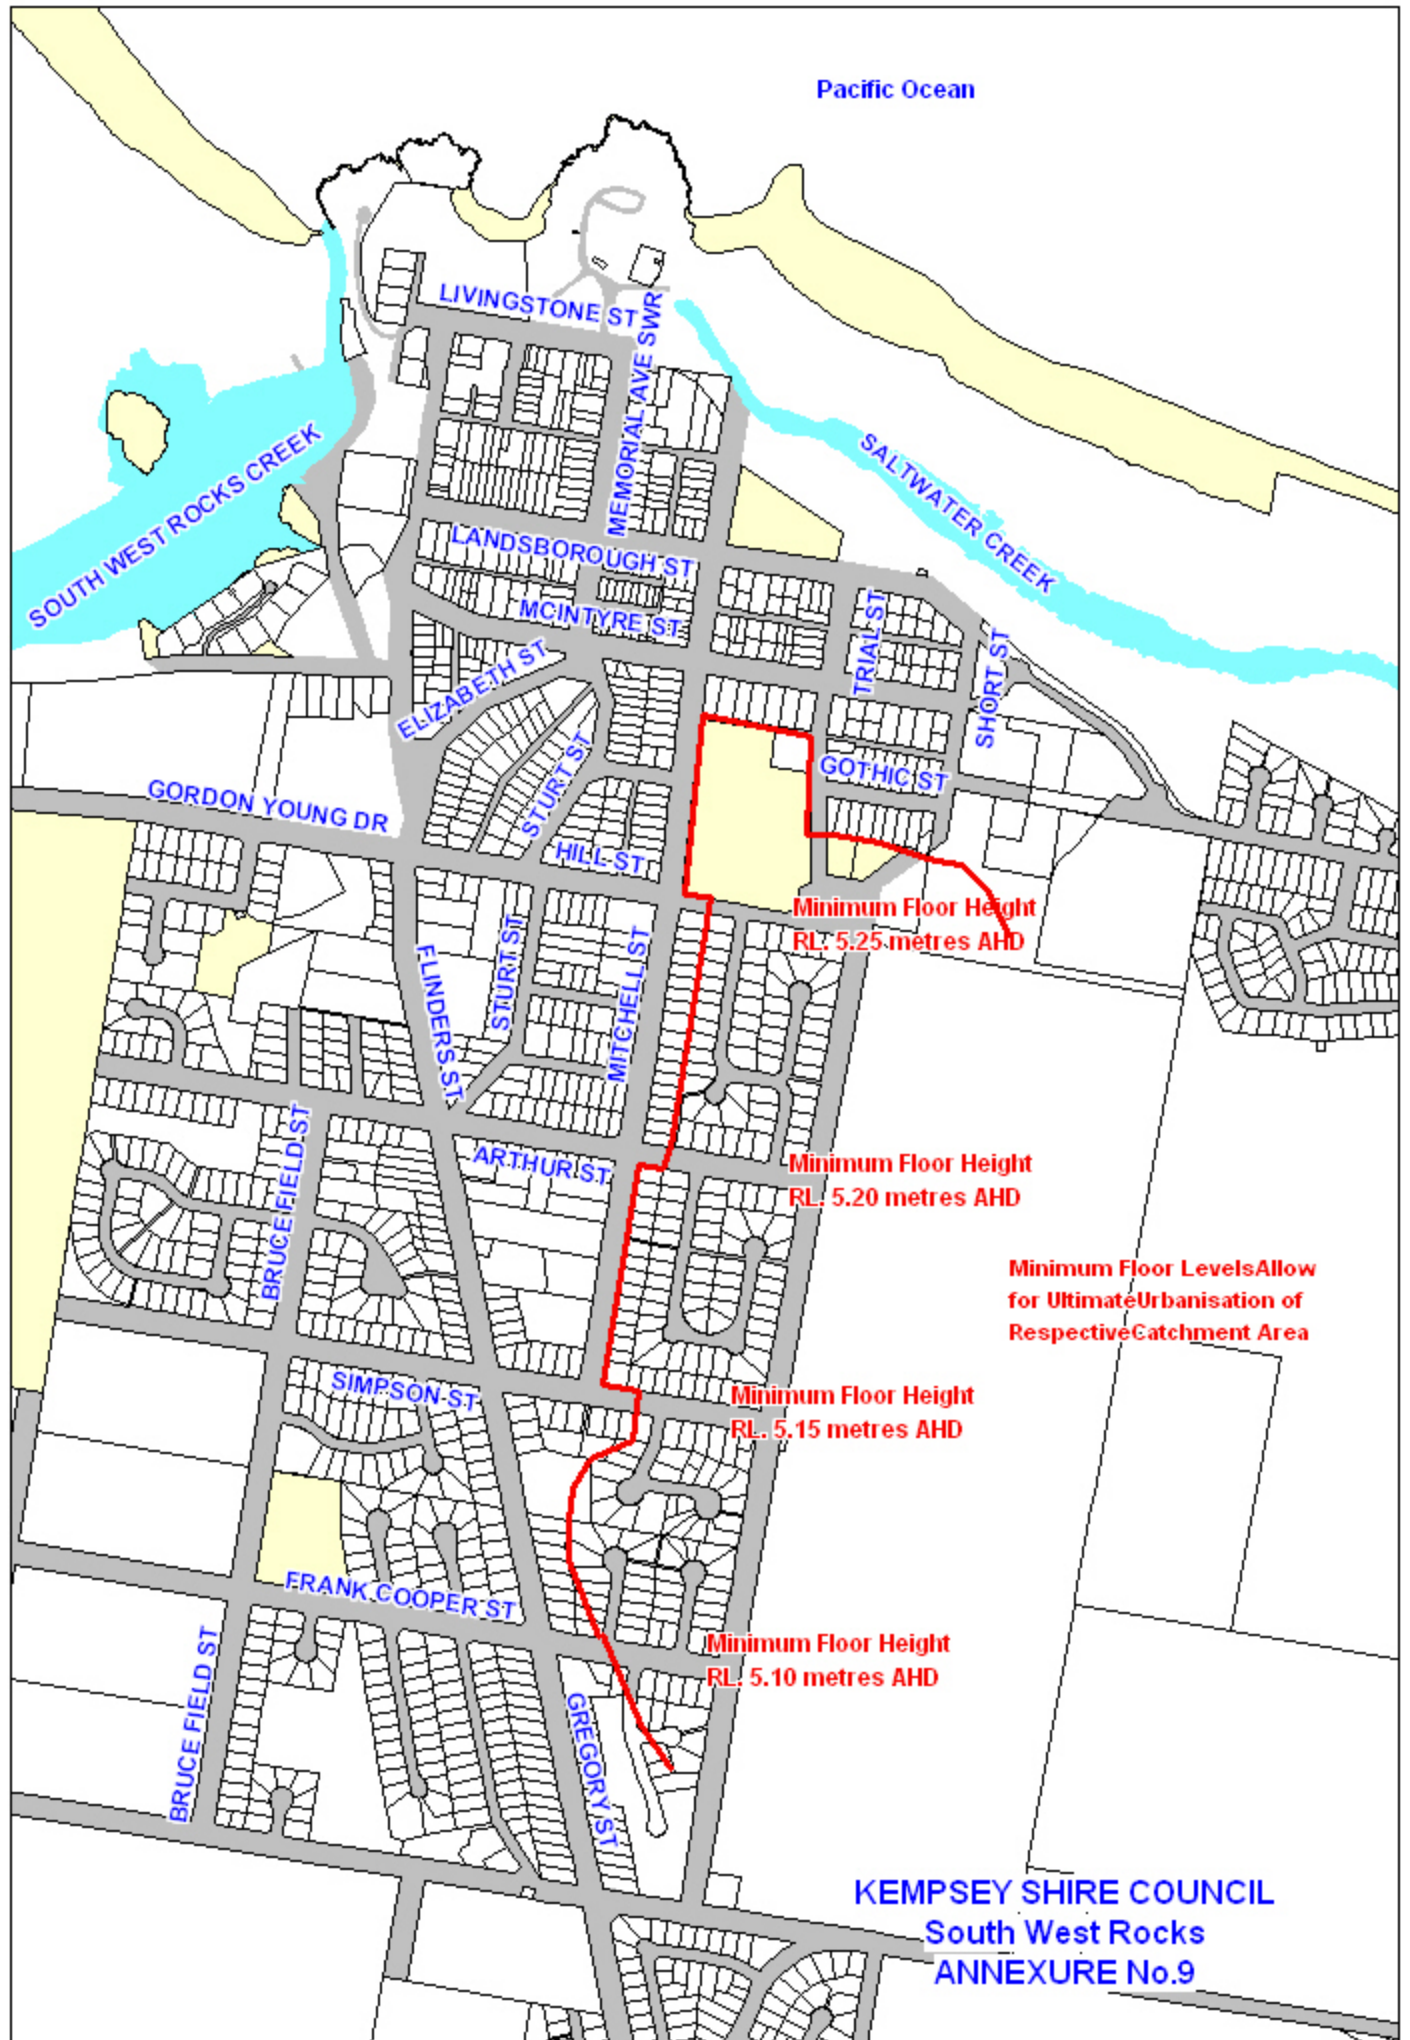 Pacific Ocean
LIVINGSTONE ST
MEMORIAL AVE SWR
SALTWATER CREEK
SOUTH WEST ROCKS CREEK
LANDSBOROUGH ST
MCINTYRE ST
TRIAL ST
SHORT ST
ELIZABETH ST
STURT ST
GOTHIC ST
GORDON YOUNG DR
HILL ST
Minimum Floor Height
RL. 5.25 metres AHD
FLINDERS ST
STURT ST
MITCHELL ST
BRUCE FIELD ST
ARTHUR ST
Minimum Floor Height
RL. 5.20 metres AHD
Minimum Floor LevelsAllow
for UltimateUrbanisation of
RespectiveCatchment Area
SIMPSON ST
Minimum Floor Height
RL. 5.15 metres AHD
FRANK COOPER ST
BRUCE FIELD ST
Minimum Floor Height
RL. 5.10 metres AHD
GREGORY ST
KEMPSEY SHIRE COUNCIL
South West Rocks
ANNEXURE No.9